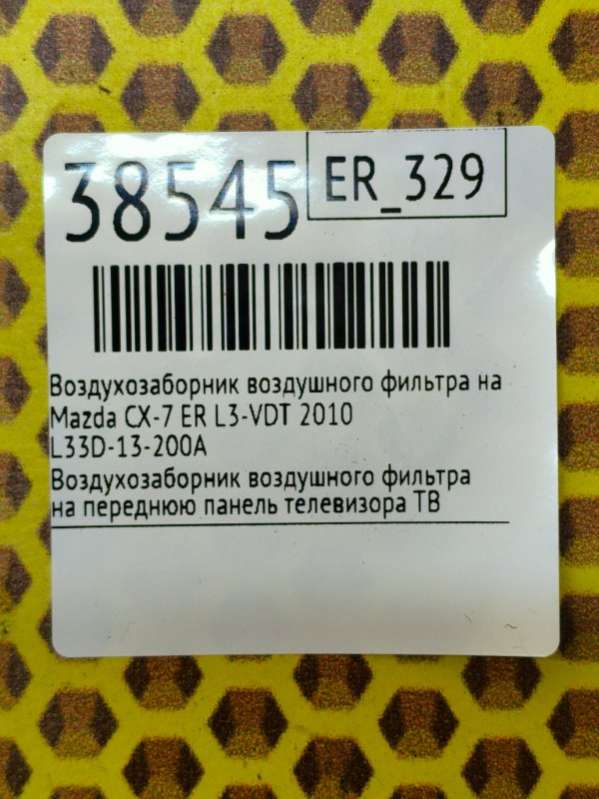 38545
ER_329
Воздухозаборник воздушного фильтра на
Mazda CX-7 ER L3-VDT 2010
L33D-13-200A
Воздухозаборник воздушного фильтра
на переднюю панель телевизора ТВ